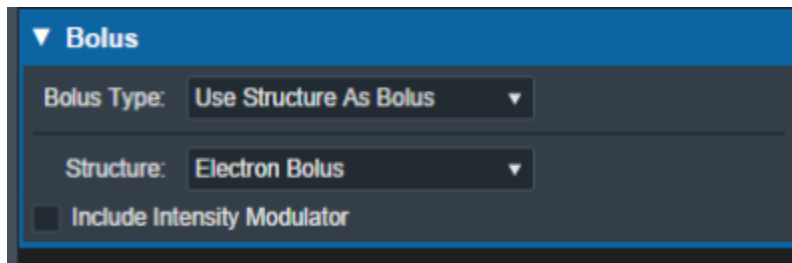 Bolus
Bolus Type: Use Structure As Bolus
Structure: Electron Bolus
Include Intensity Modulator